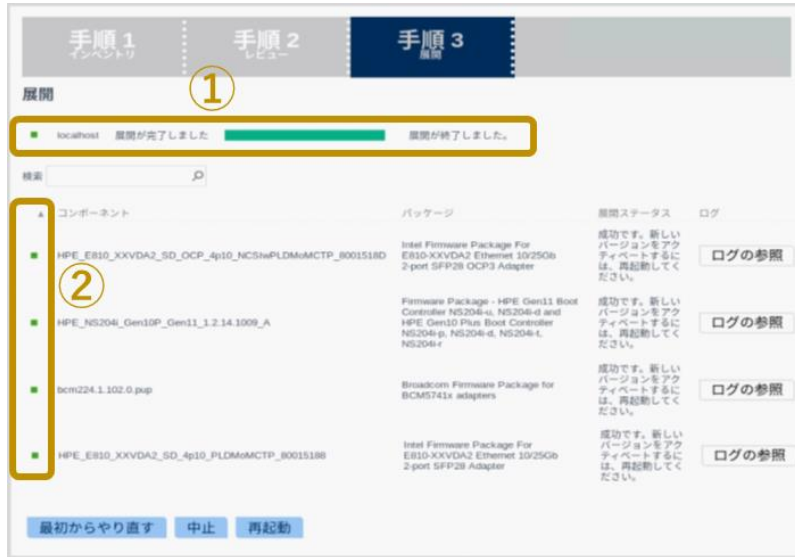 手順 1
インベントリ
手順 2
レビュー
手順 3
展開
展開
①
localhost 展開が完了しました 展開が終了しました。
検索
コンポーネント パッケージ 展開ステータス ログ
②
HPE_E810_XXVDA2_SD_OCP_4p10_NCSIwPLDMoMCTP_8001518D
Intel Firmware Package For
E810-XXVDA2 Ethernet 10/25Gb
2-port SFP28 OCP3 Adapter
成功です。新しい
バージョンをアク
ティベートするに
は、再起動してく
ださい。
ログの参照
HPE_NS204i_Gen10P_Gen11_1.2.14.1009_A
Firmware Package - HPE Gen11 Boot
Controller NS204i-u, NS204i-d and
HPE Gen10 Plus Boot Controller
NS204i-p, NS204i-d, NS204i-t,
NS204i-r
成功です。新しい
バージョンをアク
ティベートするに
は、再起動してく
ださい。
ログの参照
bcm224.1.102.0.pup
Broadcom Firmware Package for
BCM5741x adapters
成功です。新しい
バージョンをアク
ティベートするに
は、再起動してく
ださい。
ログの参照
HPE_E810_XXVDA2_SD_4p10_PLDMoMCTP_80015188
Intel Firmware Package For
E810-XXVDA2 Ethernet 10/25Gb
2-port SFP28 Adapter
成功です。新しい
バージョンをアク
ティベートするに
は、再起動してく
ださい。
ログの参照
最初からやり直す 中止 再起動